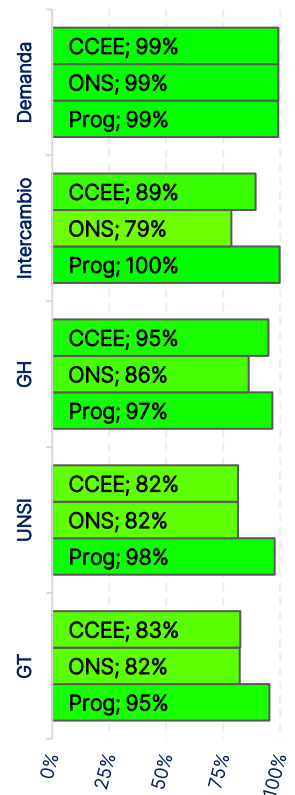 Demanda
CCEE; 99%
ONS; 99%
Prog; 99%
Intercambio
CCEE; 89%
ONS; 79%
Prog; 100%
GH
CCEE; 95%
ONS; 86%
Prog; 97%
UNSI
CCEE; 82%
ONS; 82%
Prog; 98%
GT
CCEE; 83%
ONS; 82%
Prog; 95%
0% 25% 50% 75% 100%